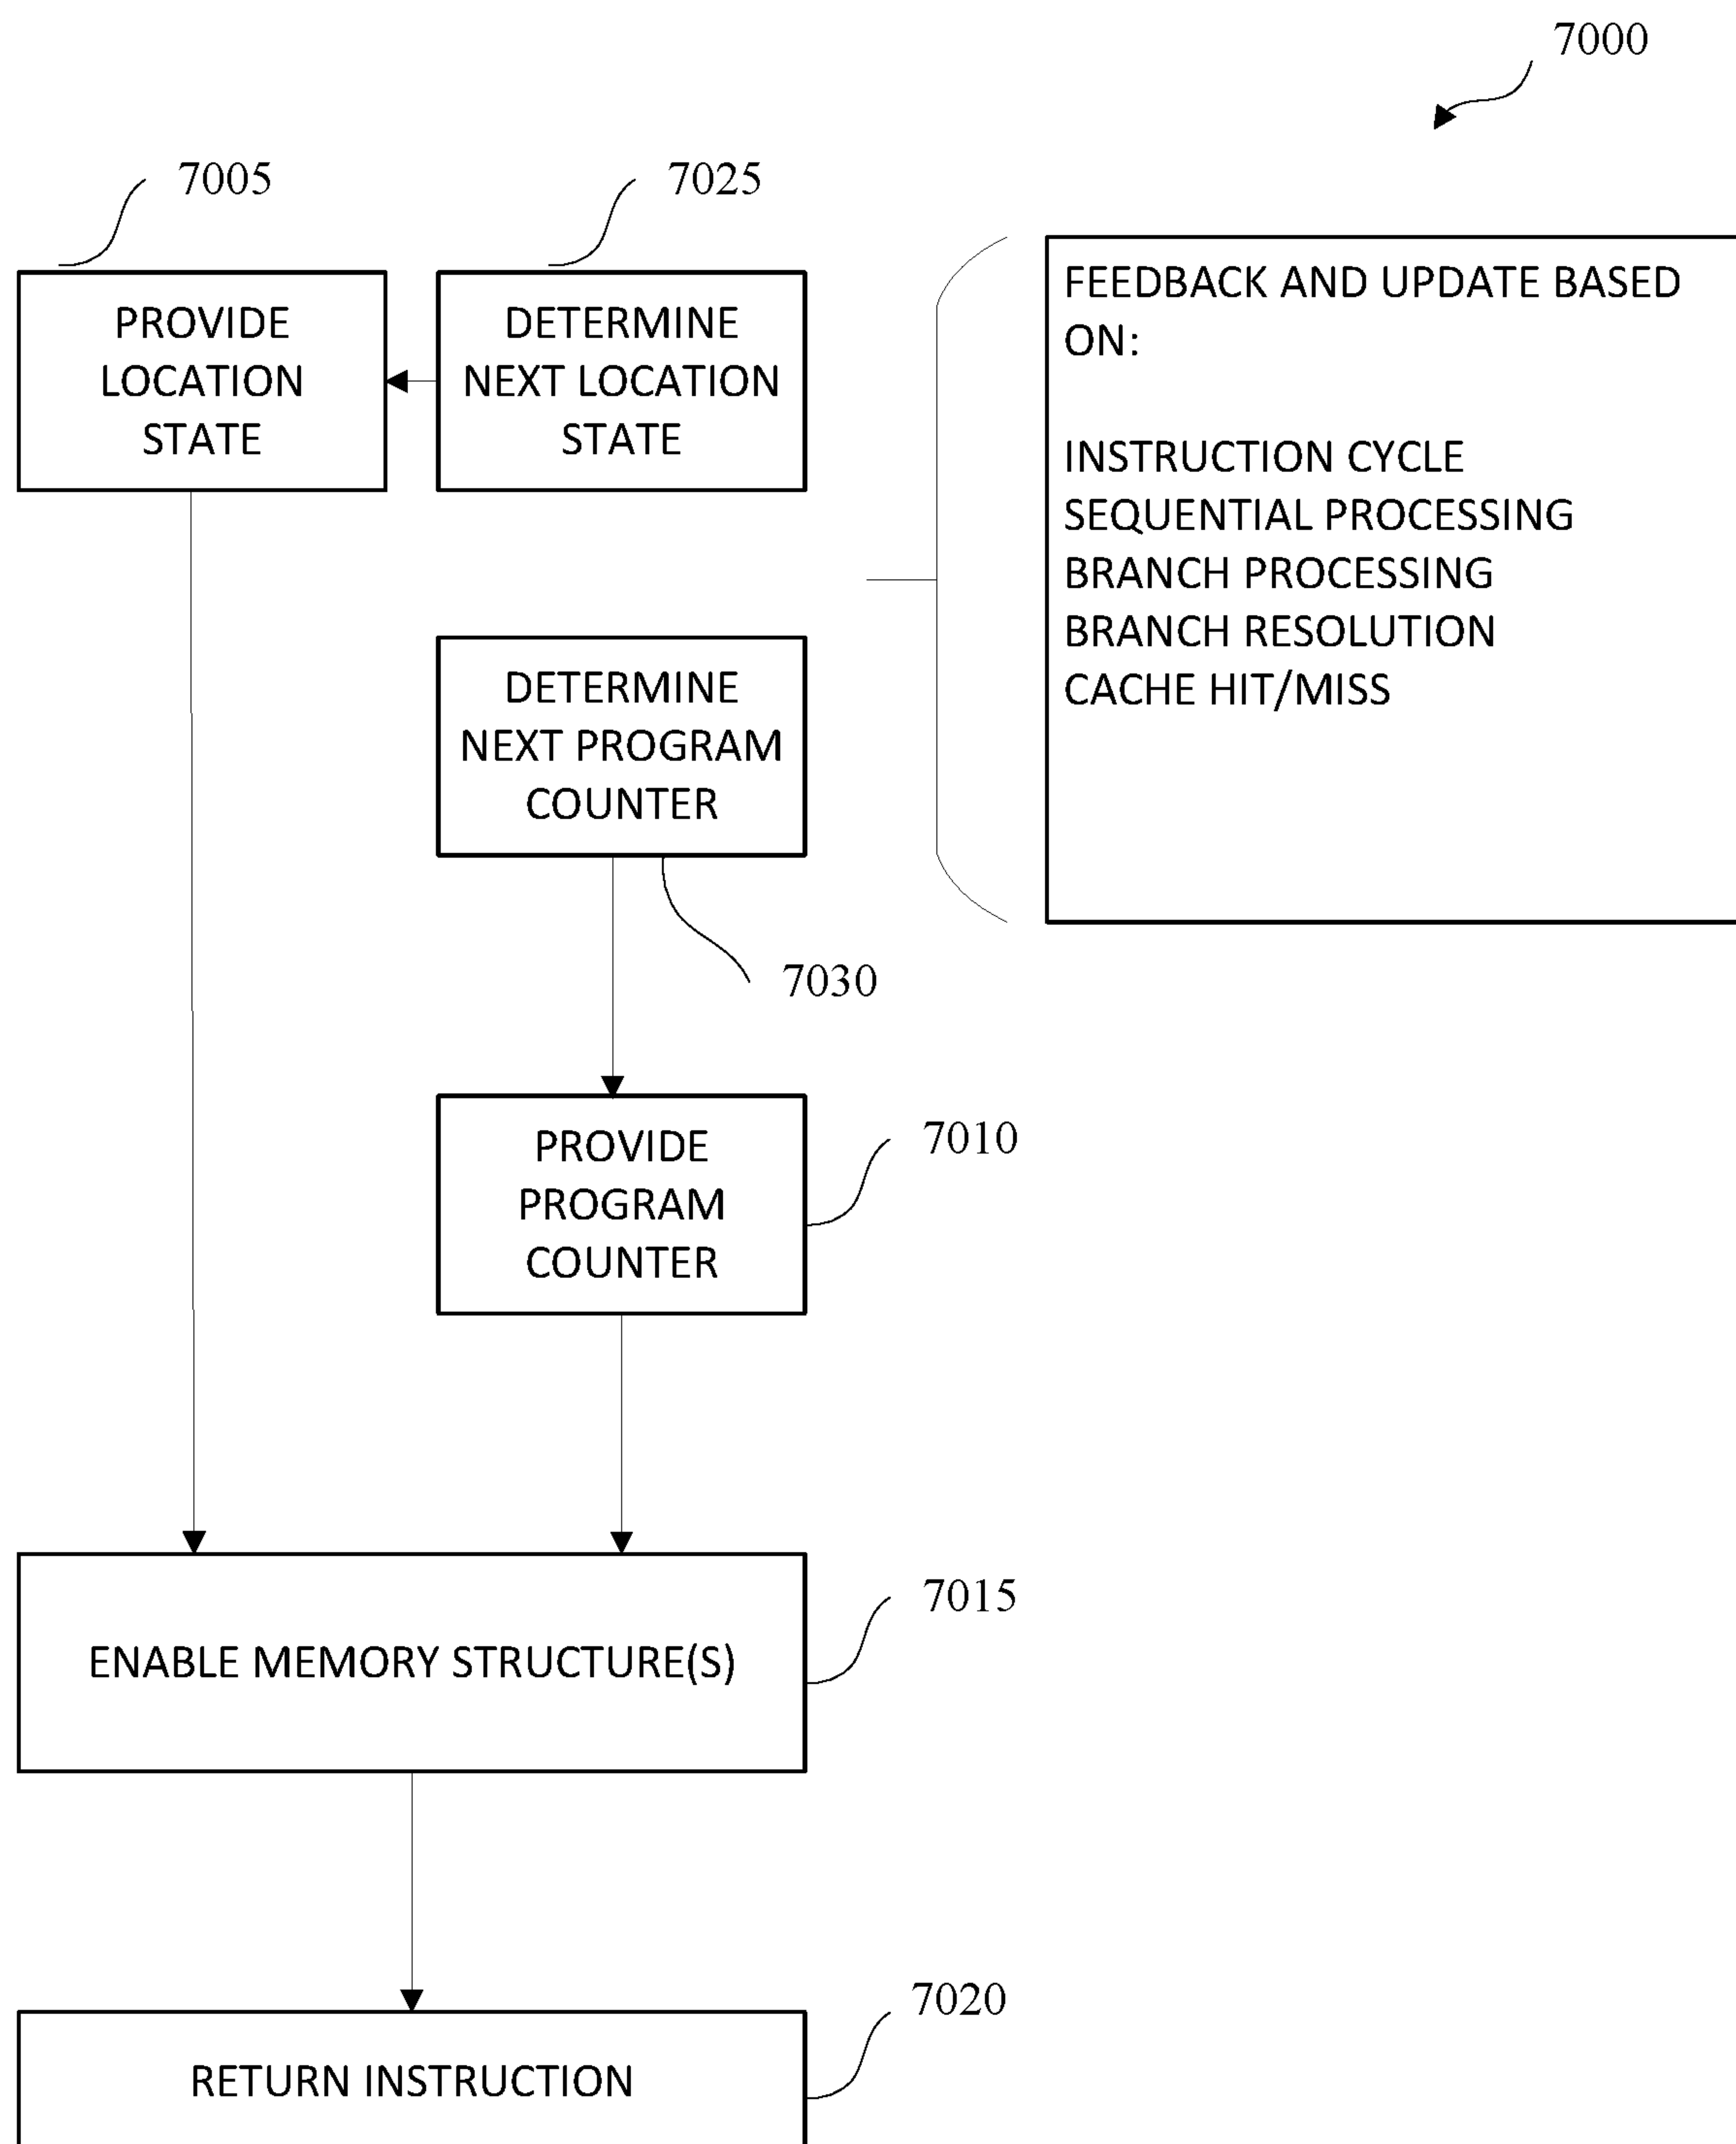 7000
7005
7025
PROVIDE
LOCATION
STATE
DETERMINE
NEXT LOCATION
STATE
FEEDBACK AND UPDATE BASED
ON:
INSTRUCTION CYCLE
SEQUENTIAL PROCESSING
BRANCH PROCESSING
BRANCH RESOLUTION
CACHE HIT/MISS
DETERMINE
NEXT PROGRAM
COUNTER
7030
PROVIDE
PROGRAM
COUNTER
7010
ENABLE MEMORY STRUCTURE(S)
7015
RETURN INSTRUCTION
7020